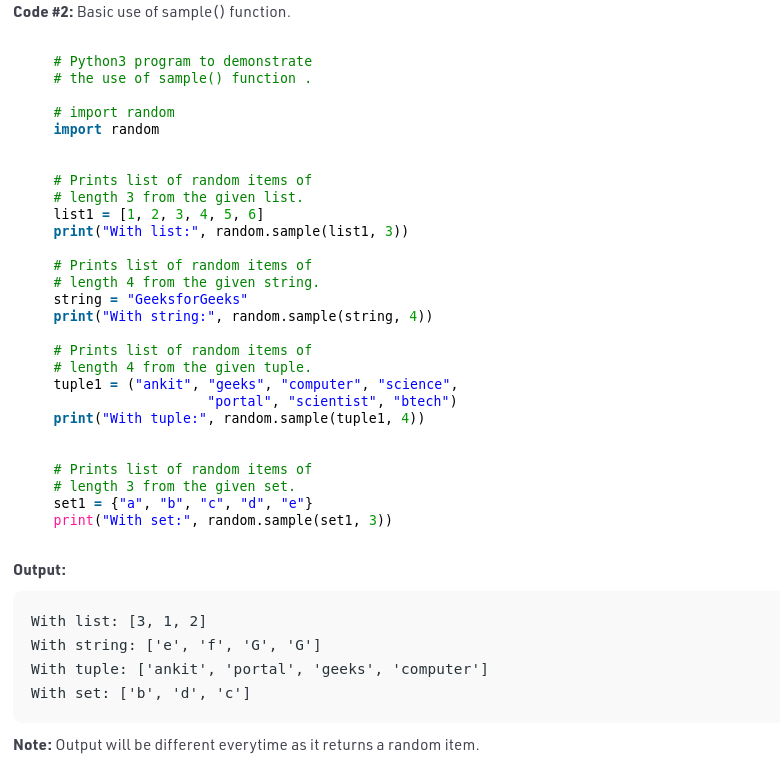 Code #2: Basic use of sample() function.
# Python3 program to demonstrate
# the use of sample() function .
# import random
import random
# Prints list of random items of
# length 3 from the given list.
list1 = [1, 2, 3, 4, 5, 6]
print("With list:", random.sample(list1, 3))
# Prints list of random items of
# length 4 from the given string.
string = "GeeksforGeeks"
print("With string:", random.sample(string, 4))
# Prints list of random items of
# length 4 from the given tuple.
tuple1 = ("ankit", "geeks", "computer", "science",
"portal", "scientist", "btech")
print("With tuple:", random.sample(tuple1, 4))
# Prints list of random items of
# length 3 from the given set.
set1 = {"a", "b", "c", "d", "e"}
print("With set:", random.sample(set1, 3))
Output:
With list: [3, 1, 2]
With string: ['e', 'f', 'G', 'G']
With tuple: ['ankit', 'portal', 'geeks', 'computer']
With set: ['b', 'd', 'c']
Note: Output will be different everytime as it returns a random item.